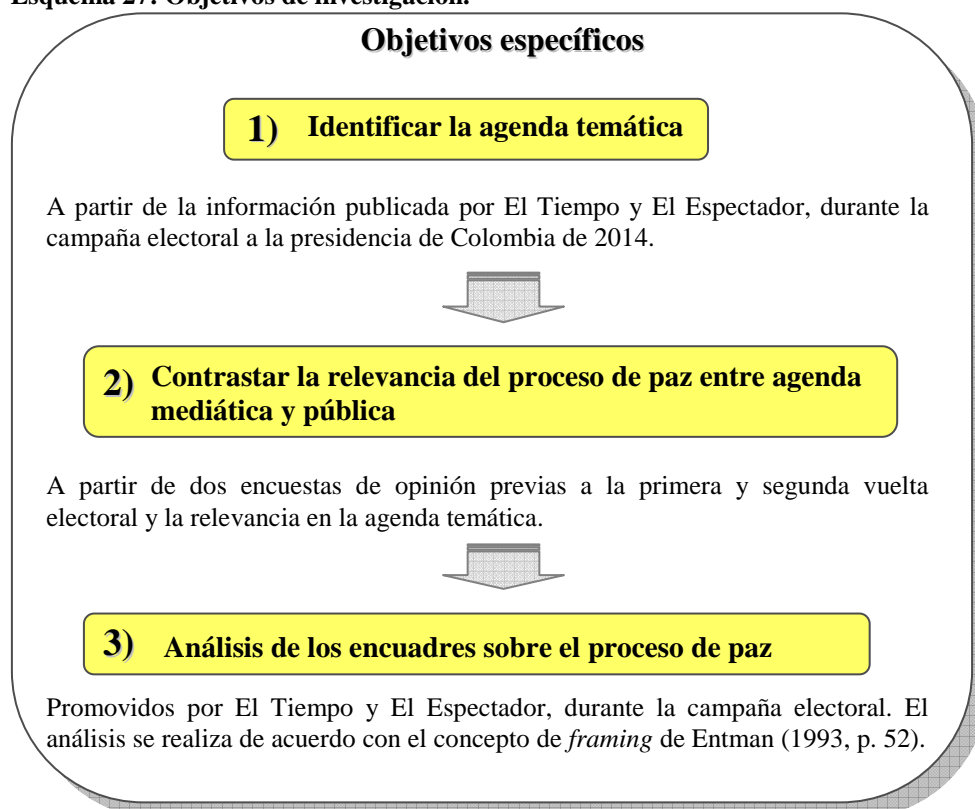 Esquema 27. Objetivos de investigación.
Objetivos específicos
1) Identificar la agenda temática
A partir de la información publicada por El Tiempo y El Espectador, durante la
campaña electoral a la presidencia de Colombia de 2014.
2) Contrastar la relevancia del proceso de paz entre agenda
mediática y pública
A partir de dos encuestas de opinión previas a la primera y segunda vuelta
electoral y la relevancia en la agenda temática.
3) Análisis de los encuadres sobre el proceso de paz
Promovidos por El Tiempo y El Espectador, durante la campaña electoral. El
análisis se realiza de acuerdo con el concepto de framing de Entman (1993, p. 52).